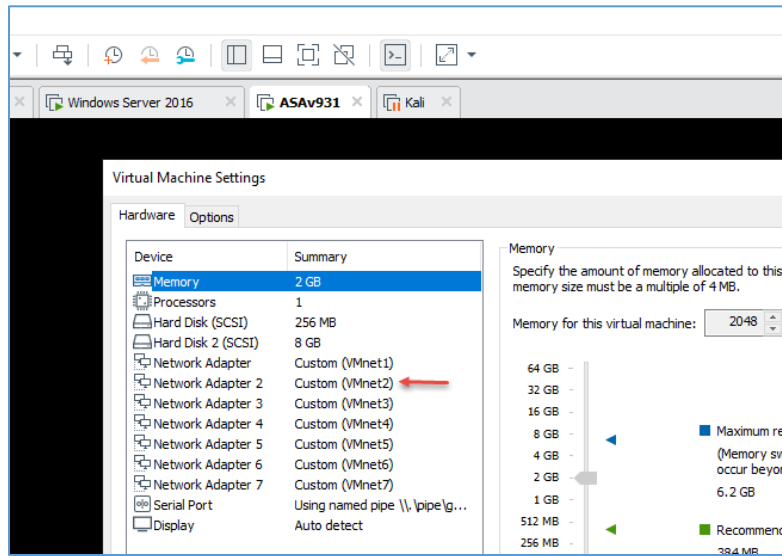 Windows Server 2016 ASAv931 Kali
Virtual Machine Settings
Hardware Options
Device Summary
Memory 2 GB
Processors 1
Hard Disk (SCSI) 256 MB
Hard Disk 2 (SCSI) 8 GB
Network Adapter Custom (VMnet1)
Network Adapter 2 Custom (VMnet2)
Network Adapter 3 Custom (VMnet3)
Network Adapter 4 Custom (VMnet4)
Network Adapter 5 Custom (VMnet5)
Network Adapter 6 Custom (VMnet6)
Network Adapter 7 Custom (VMnet7)
Serial Port Using named pipe \\.\pipe\g...
Display Auto detect
Memory
Specify the amount of memory allocated to this
memory size must be a multiple of 4 MB.
Memory for this virtual machine: 2048
64 GB
32 GB
16 GB
8 GB
4 GB
2 GB
1 GB
512 MB
256 MB
Maximum re
(Memory sw
occur beyon
6.2 GB
Recommend
384 MB